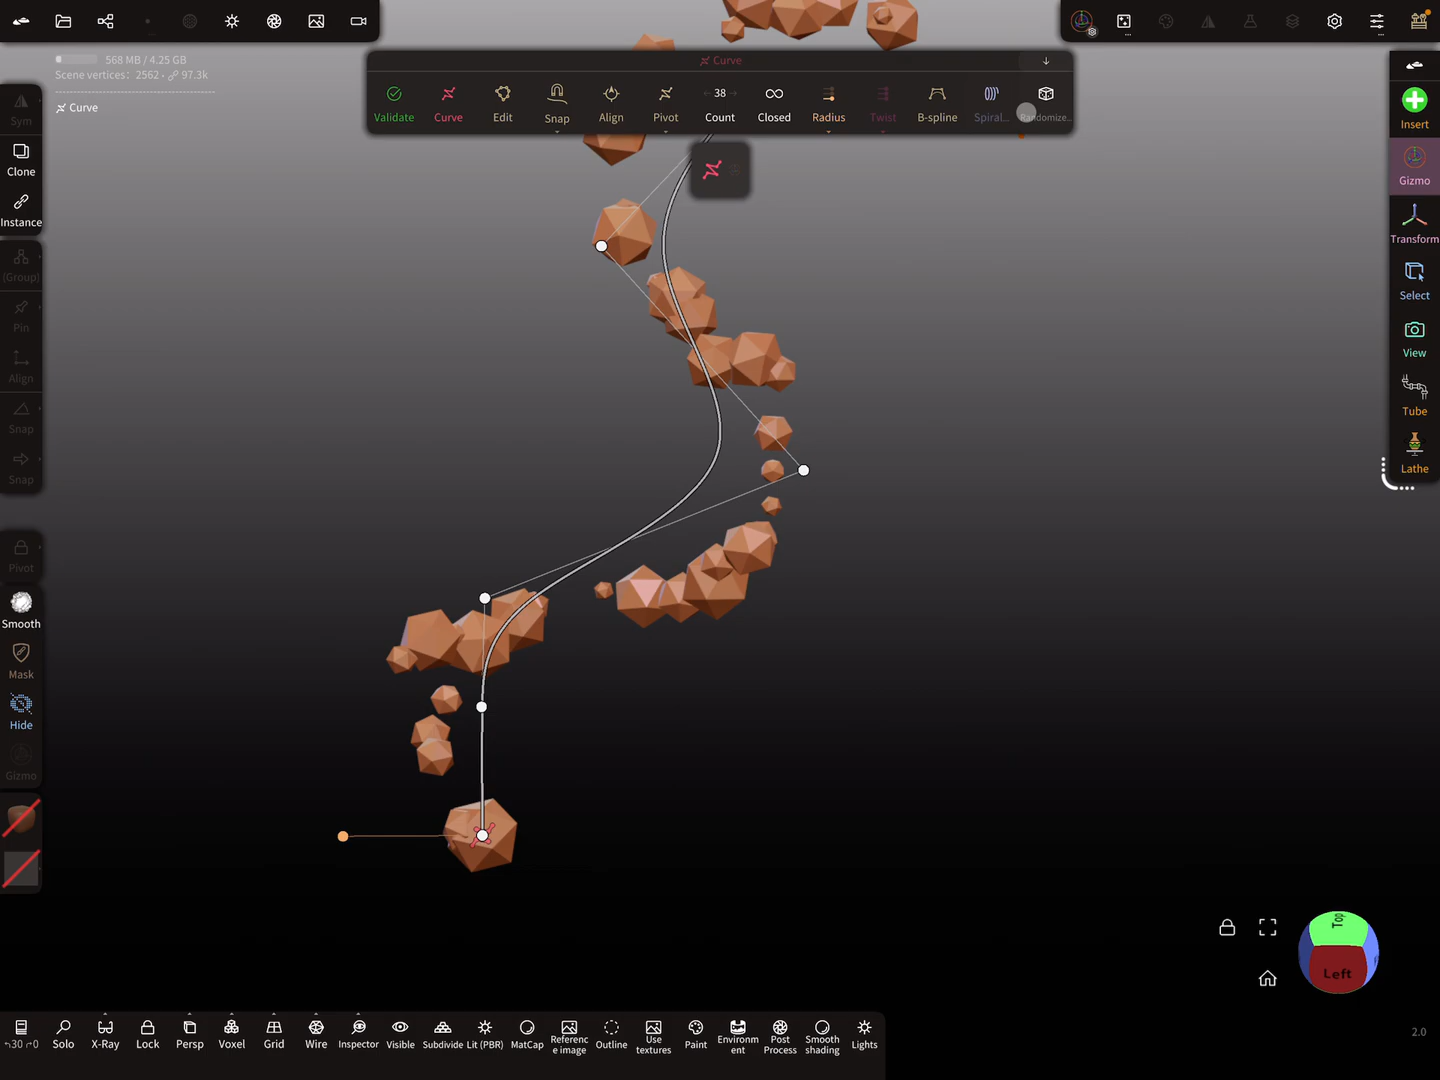 568 MB / 4.25 GB
Scene vertices: 2562 • 97.3k
Curve
Curve
Validate
Curve
Edit
Snap
Align
Pivot
38
Count
Closed
Radius
Twist
B-spline
Spiral...
Randomize...
Sym
Clone
Instance
(Group)
Pin
Align
Snap
Snap
Pivot
Smooth
Mask
Hide
Gizmo
Insert
Gizmo
Transform
Select
View
Tube
Lathe
Top
Left
2.0
30
0
Solo
X-Ray
Lock
Persp
Voxel
Grid
Wire
Inspector
Visible
Subdivide
Lit (PBR)
MatCap
Referenc
e image
Outline
Use
textures
Paint
Environm
ent
Post
Process
Smooth
shading
Lights